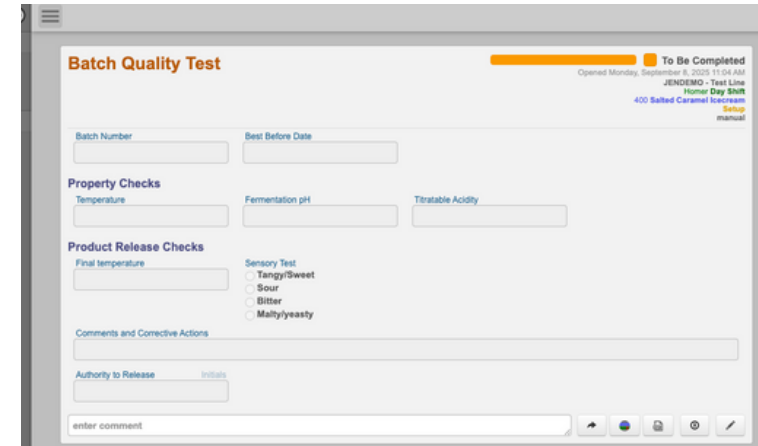 Batch Quality Test
To Be Completed
Opened Monday, September 8, 2025 11:04 AM
JENDEMO - Test Line
Homer Day Shift
400 Salted Caramel Icecream
Setup
manual
Batch Number
Best Before Date
Property Checks
Temperature
Fermentation pH
Titratable Acidity
Product Release Checks
Final temperature
Sensory Test
Tangy/Sweet
Sour
Bitter
Malty/yeasty
Comments and Corrective Actions
Authority to Release
Initials
enter comment